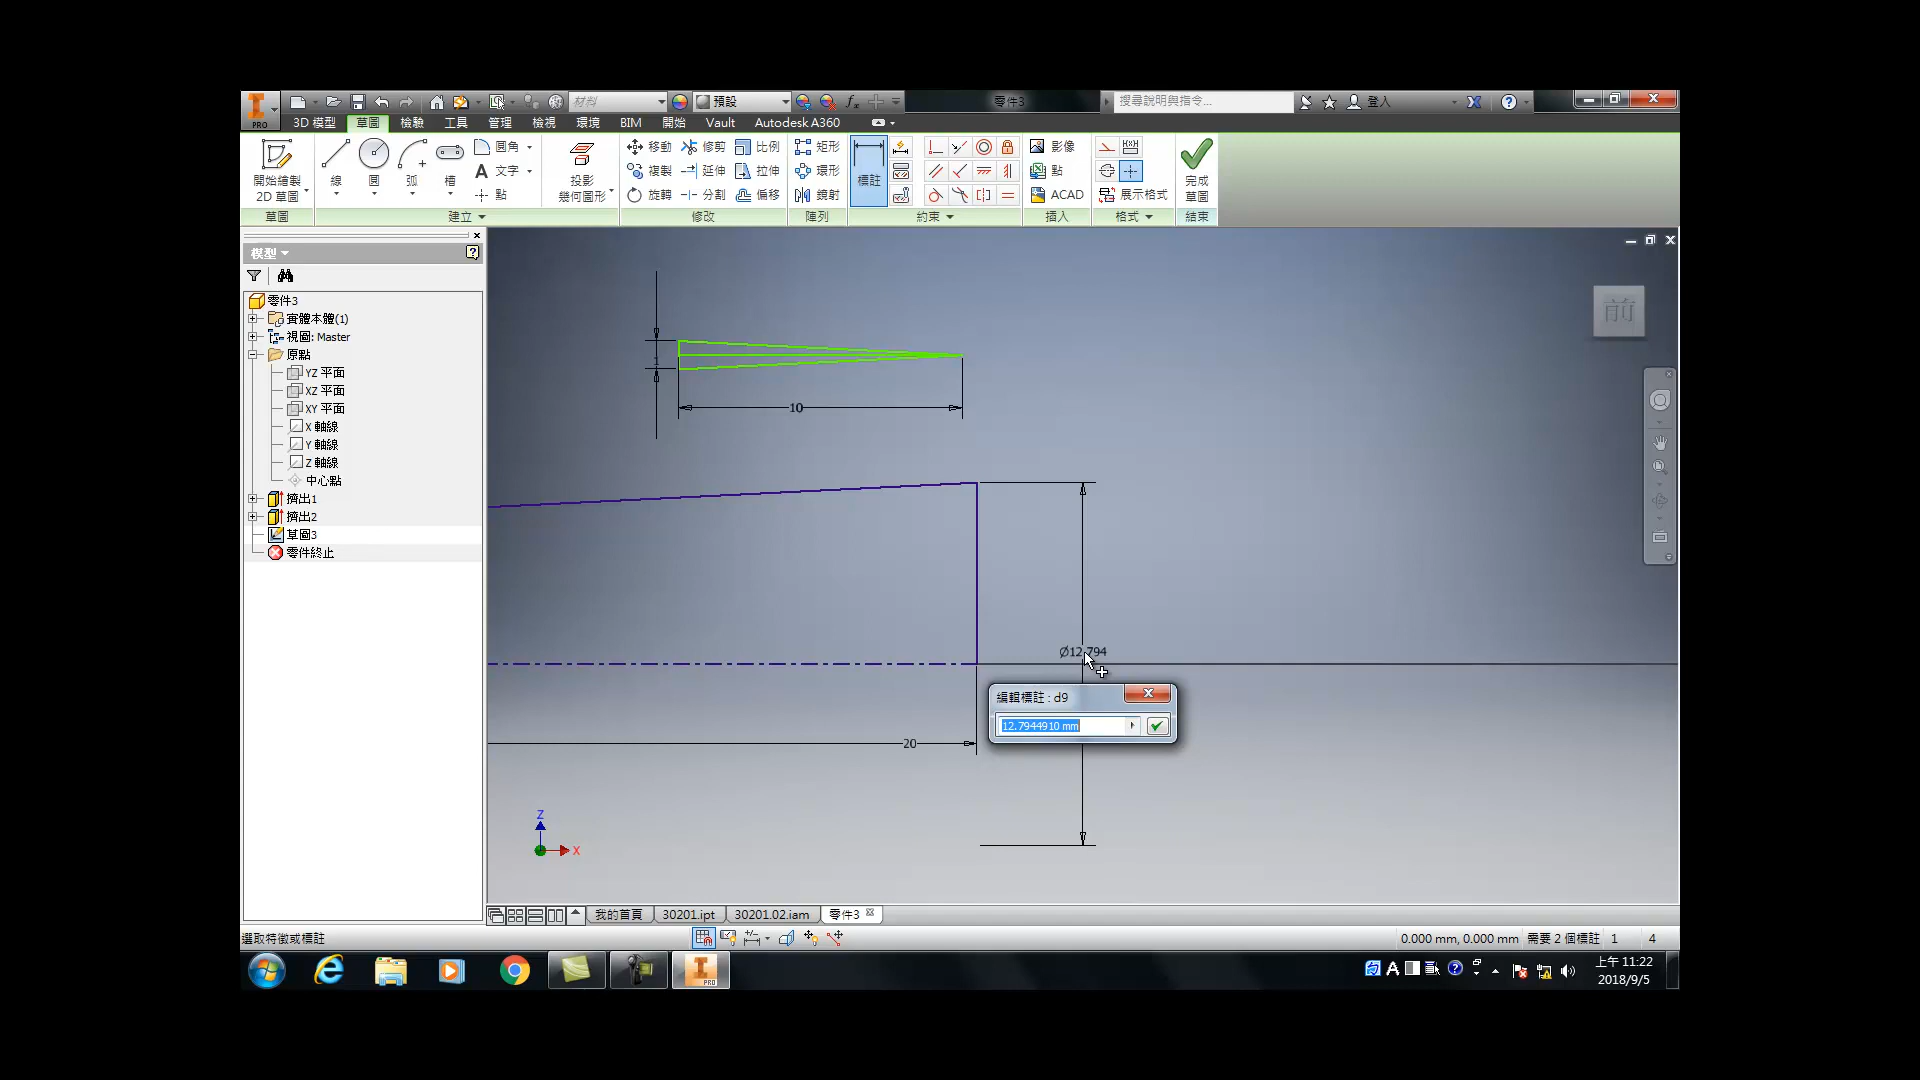 材料
預設
零件3
搜尋說明與指令...
登入
PRO
3D 模型
草圖
檢驗
工具
管理
檢視
環境
BIM
開始
Vault
Autodesk A360
開始繪製
2D 草圖
線
圓
弧
槽
圓角
文字
點
投影
幾何圖形
移動
複製
旋轉
修剪
延伸
分割
比例
拉伸
偏移
矩形
環形
鏡射
標註
影像
點
ACAD
展示格式
完成
草圖
草圖
建立
修改
陣列
約束
插入
格式
結束
模型
零件3
實體本體(1)
視圖: Master
原點
YZ 平面
XZ 平面
XY 平面
X 軸線
Y 軸線
Z 軸線
中心點
擠出1
擠出2
草圖3
零件終止
前
1
10
Ø12.794
編輯標註 : d9
12.7944910 mm
20
Z
X
我的首頁
30201.ipt
30201.02.iam
零件3
選取特徵或標註
0.000 mm, 0.000 mm
需要 2 個標註
1
4
PRO
A
上午 11:22
2018/9/5